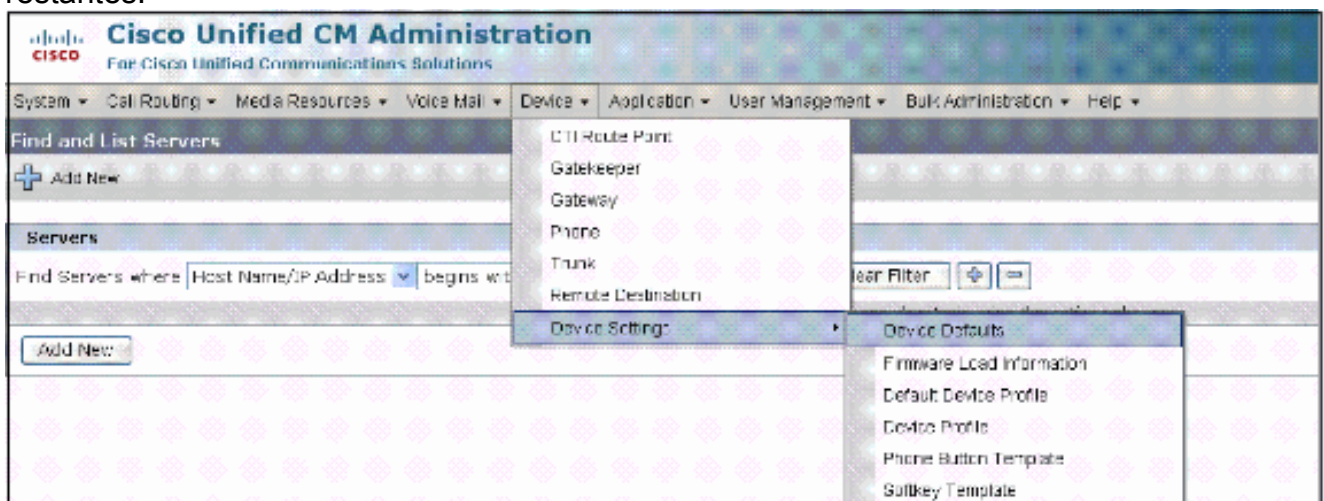 restantes.
cisco
Cisco Unified CM Administration
For Cisco Unified Communications Solutions
System Call Routing Media Resources Voice Mail Device Application User Management Bulk Administration Help
Find and List Servers
Add New
CTI Route Point
Gatekeeper
Gateway
Phone
Trunk
Remote Destination
Device Settings
Servers
Find Servers where Host Name/IP Address begins wit
lear Filter
Add New
Device Defaults
Firmware Load Information
Default Device Profile
Device Profile
Phone Button Template
Softkey Template